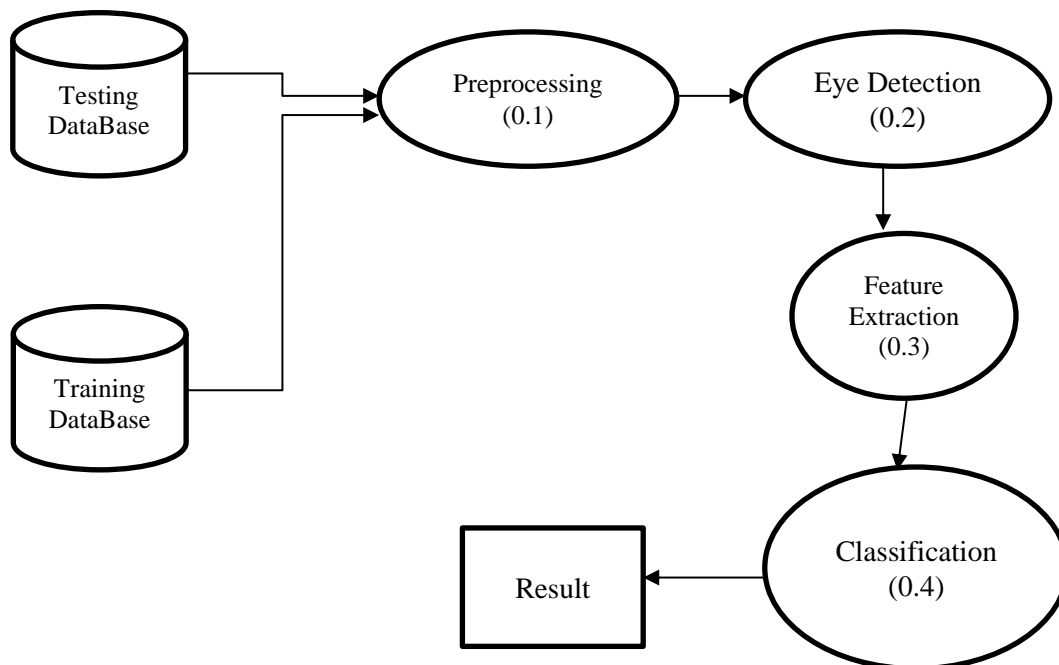 Testing
DataBase
Preprocessing
(0.1)
Eye Detection
(0.2)
Feature
Extraction
(0.3)
Training
DataBase
Classification
(0.4)
Result